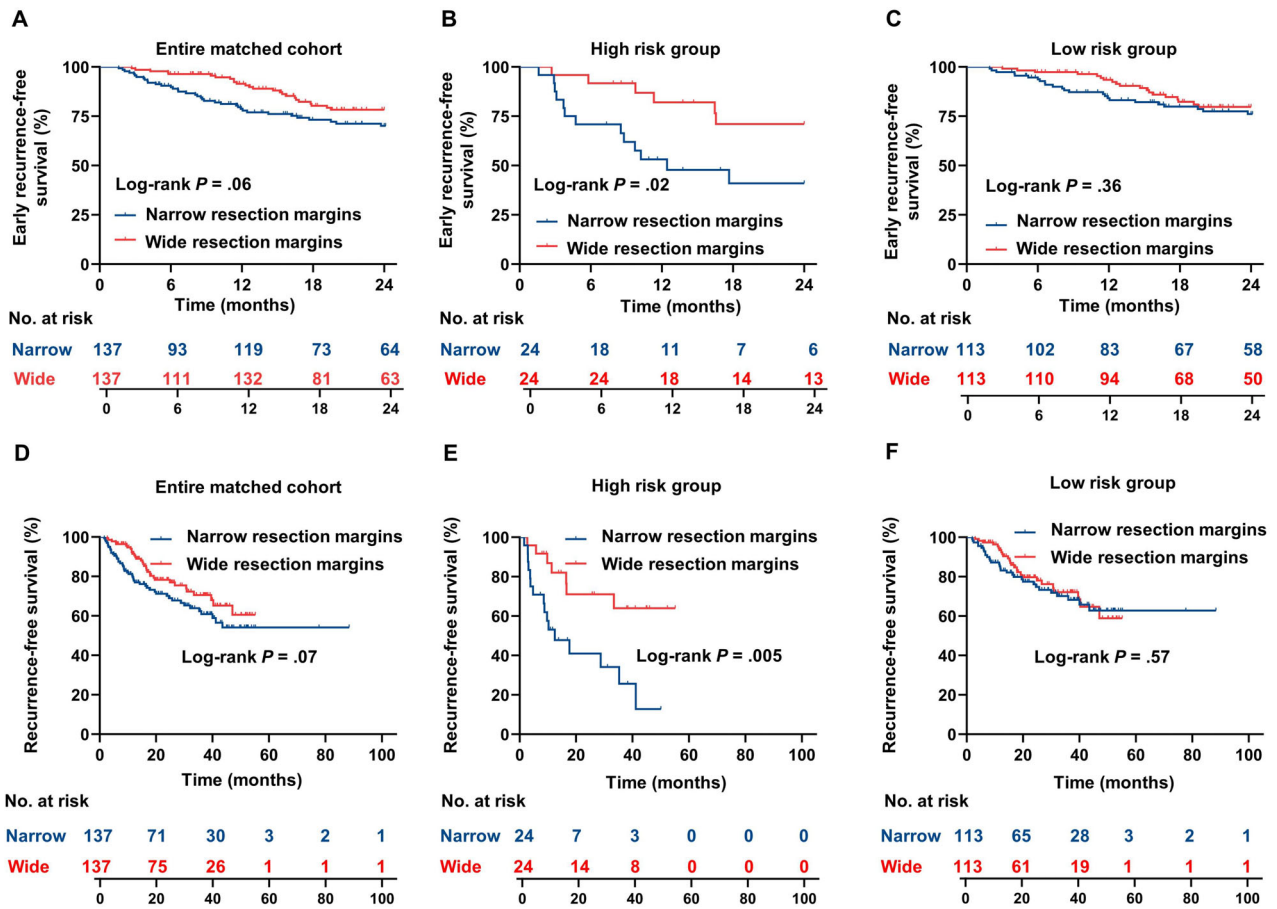 A
Entire matched cohort
Early recurrence-free
survival (%)
100
75
50
25
0
Log-rank P = .06
Narrow resection margins
Wide resection margins
0 6 12 18 24
Time (months)
No. at risk
Narrow 137 93 119 73 64
Wide 137 111 132 81 63
0 6 12 18 24
B
High risk group
Early recurrence-free
survival (%)
100
75
50
25
0
Log-rank P = .02
Narrow resection margins
Wide resection margins
0 6 12 18 24
Time (months)
Narrow 24 18 11 7 6
Wide 24 24 18 14 13
0 6 12 18 24
C
Low risk group
Early recurrence-free
survival (%)
100
75
50
25
0
Log-rank P = .36
Narrow resection margins
Wide resection margins
0 6 12 18 24
Time (months)
Narrow 113 102 83 67 58
Wide 113 110 94 68 50
0 6 12 18 24
D
Entire matched cohort
Recurrence-free survival (%)
100
80
60
40
20
0
Narrow resection margins
Wide resection margins
Log-rank P = .07
0 20 40 60 80 100
Time (months)
No. at risk
Narrow 137 71 30 3 2 1
Wide 137 75 26 1 1 1
0 20 40 60 80 100
E
High risk group
Recurrence-free survival (%)
100
80
60
40
20
0
Narrow resection margins
Wide resection margins
Log-rank P = .005
0 20 40 60 80 100
Time (months)
No. at risk
Narrow 24 7 3 0 0 0
Wide 24 14 8 0 0 0
0 20 40 60 80 100
F
Low risk group
Recurrence-free survival (%)
100
80
60
40
20
0
Narrow resection margins
Wide resection margins
Log-rank P = .57
0 20 40 60 80 100
Time (months)
No. at risk
Narrow 113 65 28 3 2 1
Wide 113 61 19 1 1 1
0 20 40 60 80 100